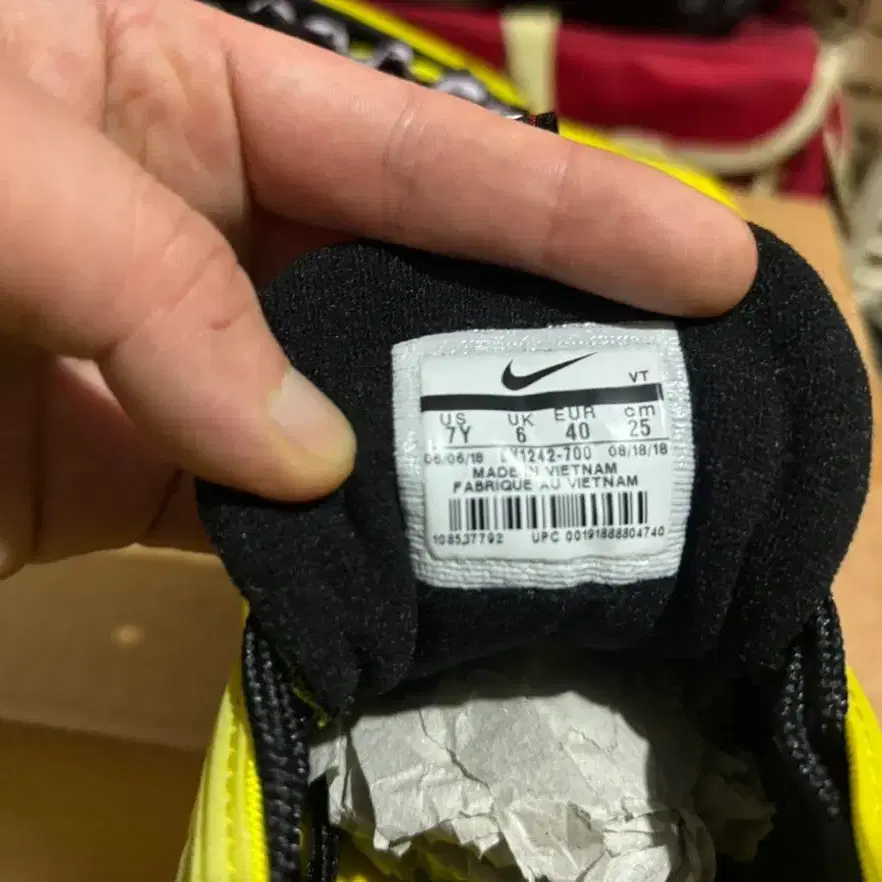 VT
US UK EUR cm
7Y 6 40 25
06/06/18 1242-700 08/18/18
MADE IN VIETNAM
FABRIQUE AU VIETNAM
108537792 UPC 00191888804740